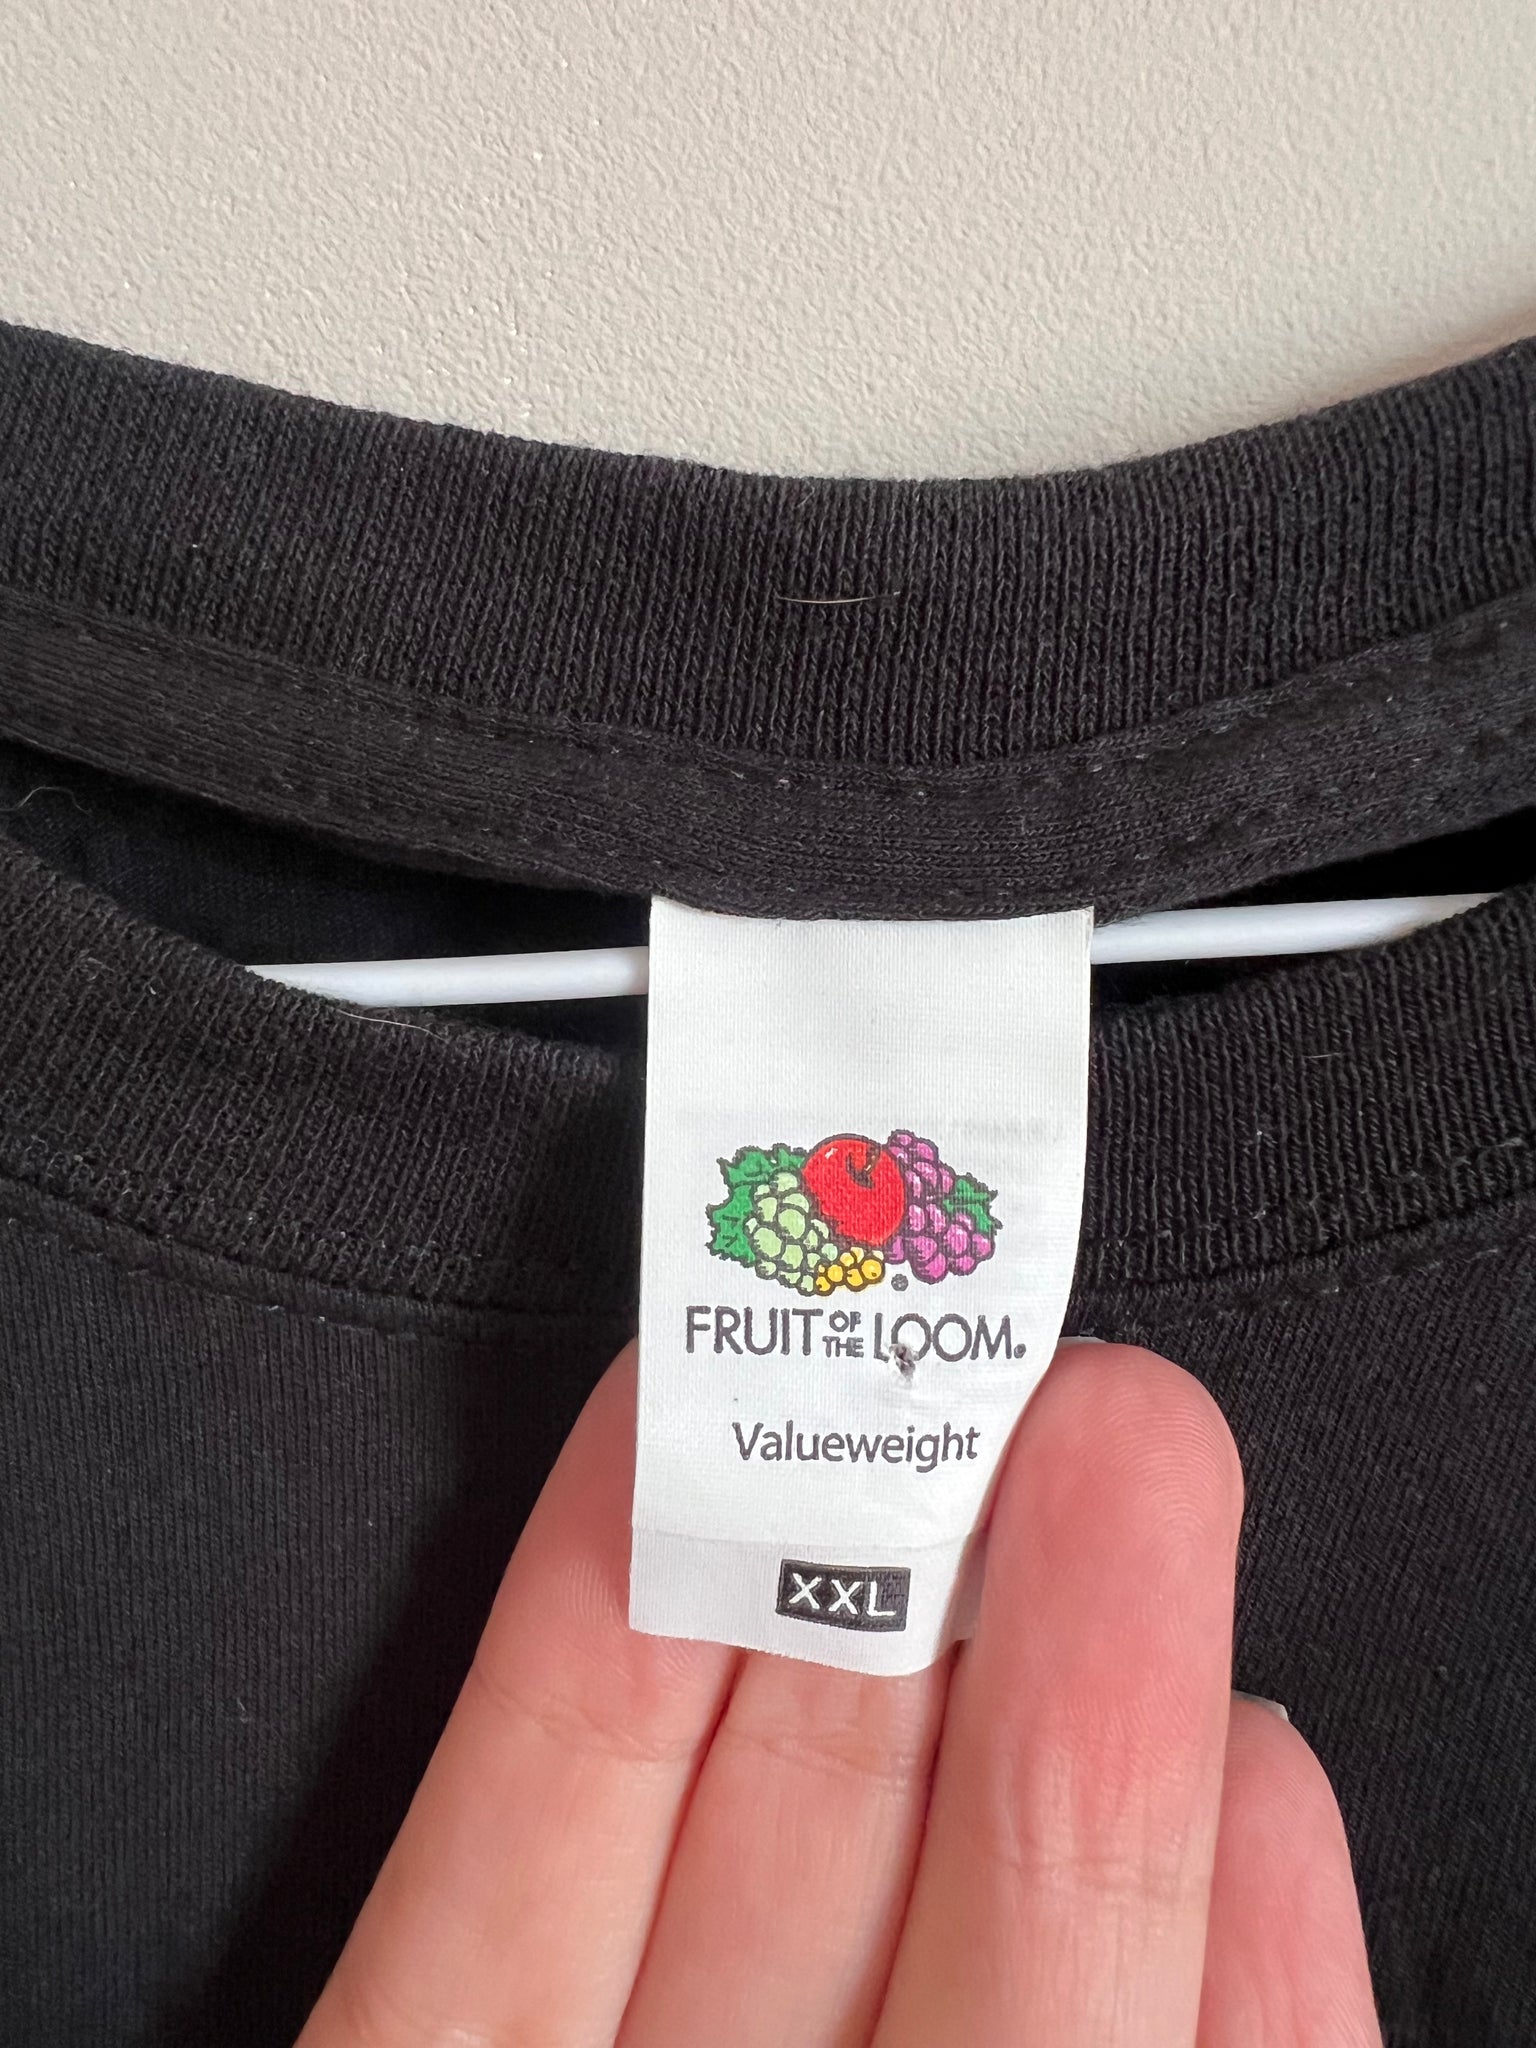 FRUIT OF THE LOOM®
Valueweight
XXL